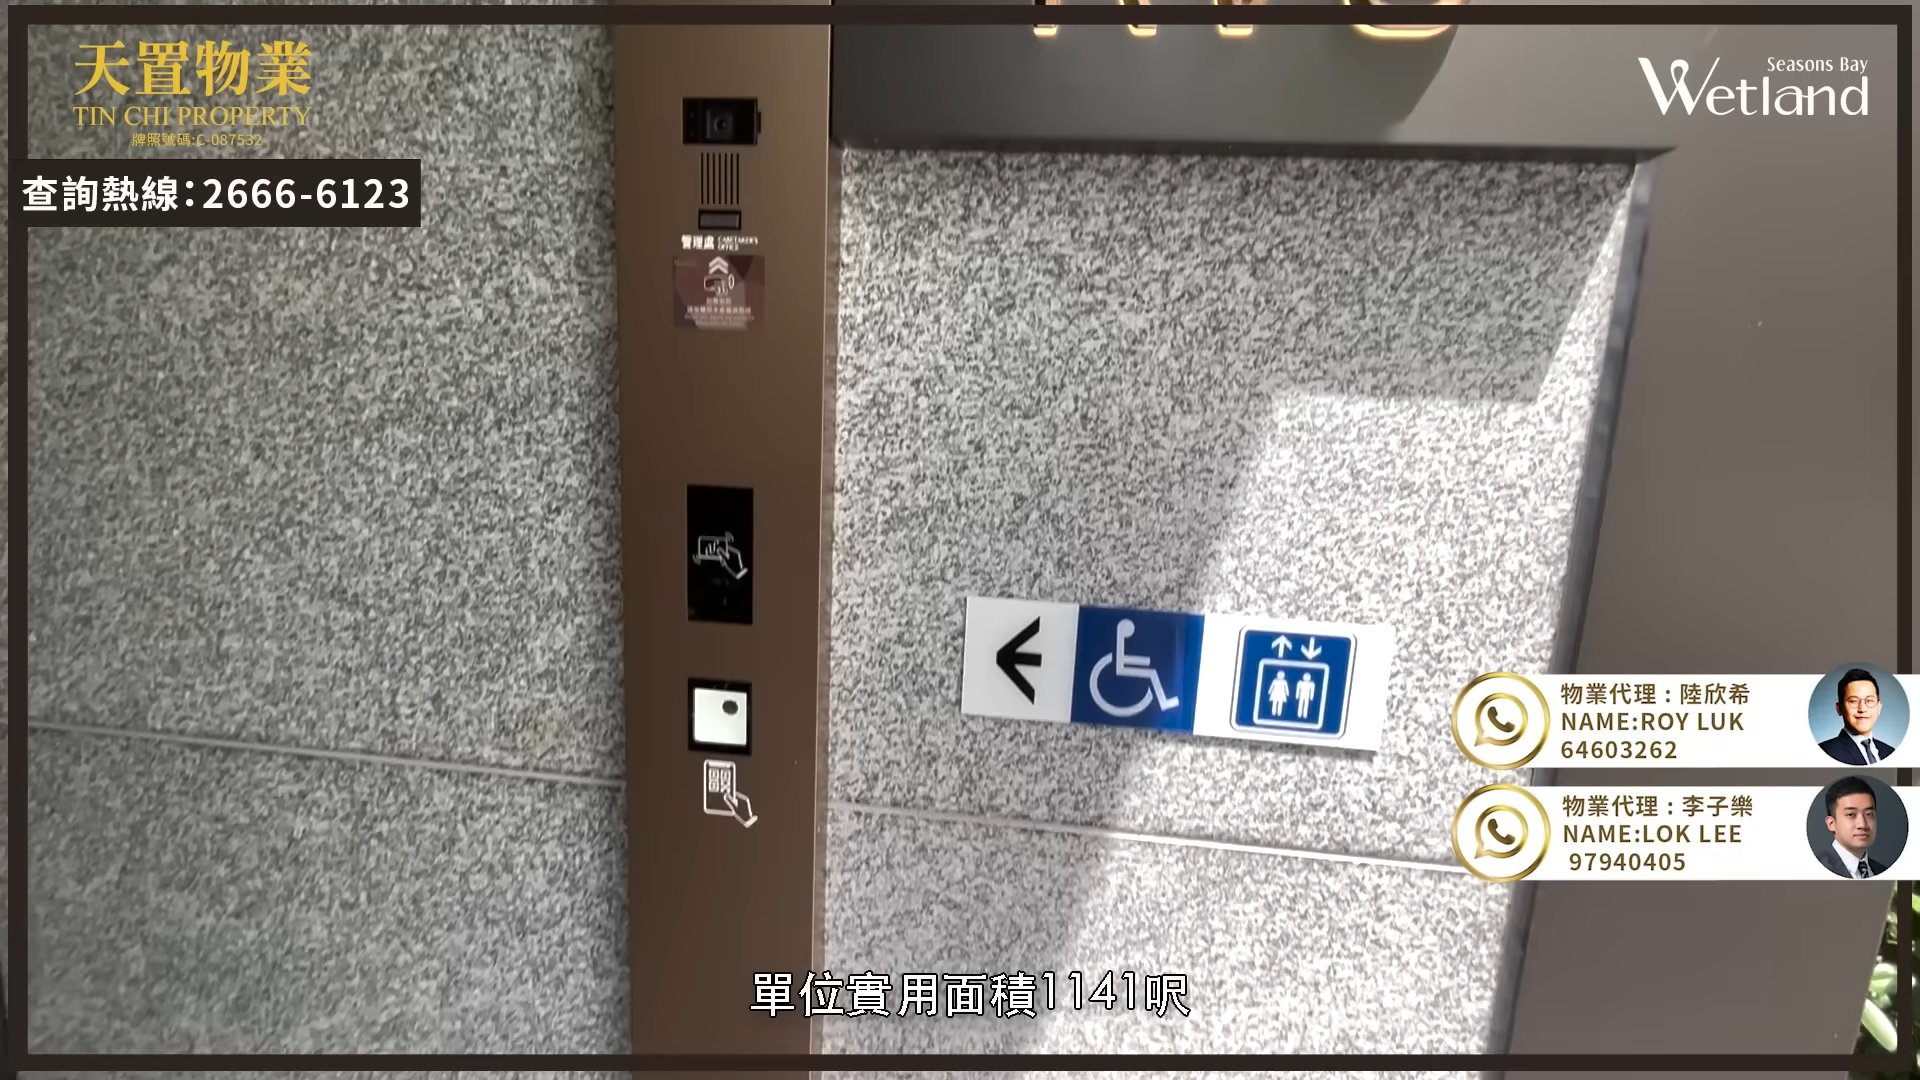 天置物業
TIN CHI PROPERTY
牌照號碼:C-087532
查詢熱線:2666-6123
Seasons Bay
Wetland
管理處 CARETAKER'S OFFICE
物業代理：陸欣希
NAME:ROY LUK
64603262
物業代理：李子樂
NAME:LOK LEE
97940405
單位實用面積1141呎